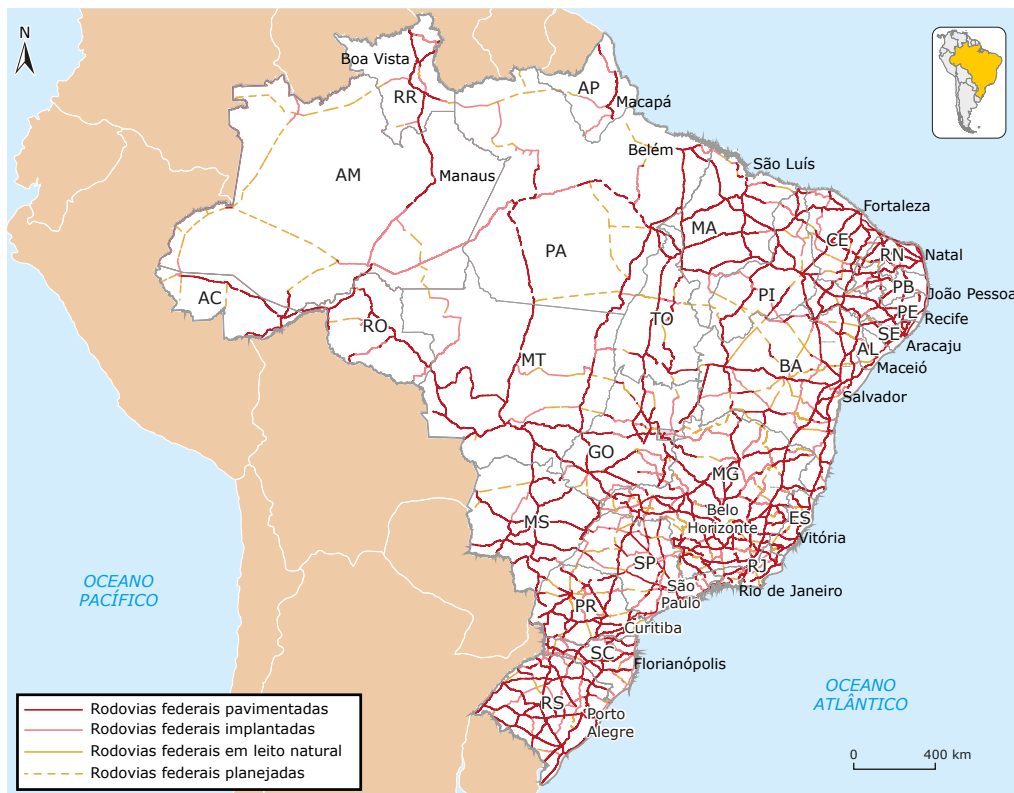 N
Boa Vista
RR
AP
Macapá
Belém
São Luís
AM
Manaus
Fortaleza
MA
CE
RN
Natal
PA
PI
PB
João Pessoa
AC
PE
Recife
RO
TO
SE
Aracaju
MT
BA
AL
Maceió
Salvador
GO
MG
Belo
Horizonte
ES
MS
Vitória
SP
RJ
São
Paulo
Rio de Janeiro
PR
Curitiba
SC
Florianópolis
RS
Porto
Alegre
OCEANO
PACÍFICO
OCEANO
ATLÂNTICO
Rodovias federais pavimentadas
Rodovias federais implantadas
Rodovias federais em leito natural
Rodovias federais planejadas
0 400 km